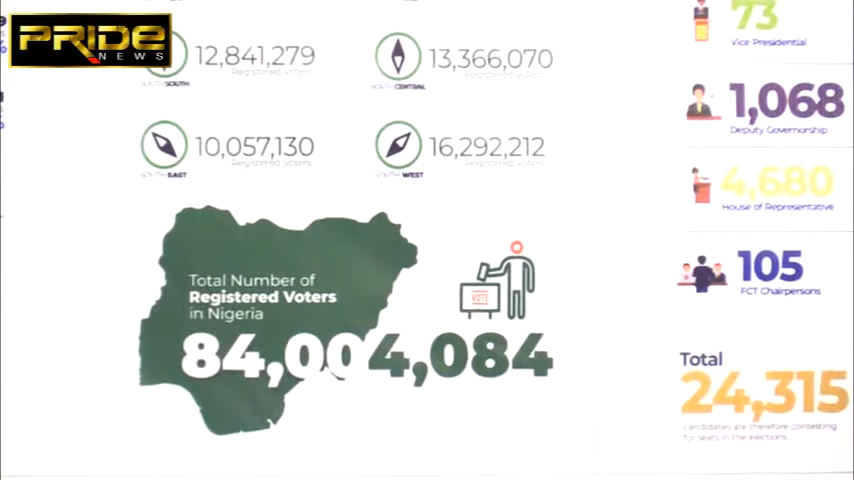 PRIDE
NEWS
12,841,279
Registered Voters
SOUTH SOUTH
13,366,070
Registered Voters
NORTH CENTRAL
10,057,130
Registered Voters
SOUTH EAST
16,292,212
Registered Voters
SOUTH WEST
Total Number of
Registered Voters
in Nigeria
84,004,084
VOTE
73
Vice Presidential
1,068
Deputy Governorship
4,680
House of Representative
105
FCT Chairpersons
Total
24,315
candidates are therefore contesting
for seats in the elections